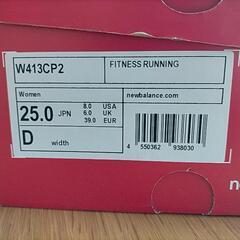 W413CP2
FITNESS RUNNING
Women
newbalance.com
25.0 JPN
8.0 USA
6.0 UK
39.0 EUR
D width
4 550362 938030